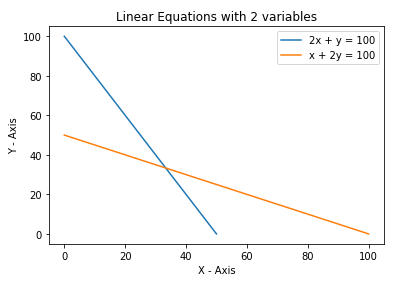 Linear Equations with 2 variables
2x + y = 100
x + 2y = 100
Y - Axis
100
80
60
40
20
0
0 20 40 60 80 100
X - Axis